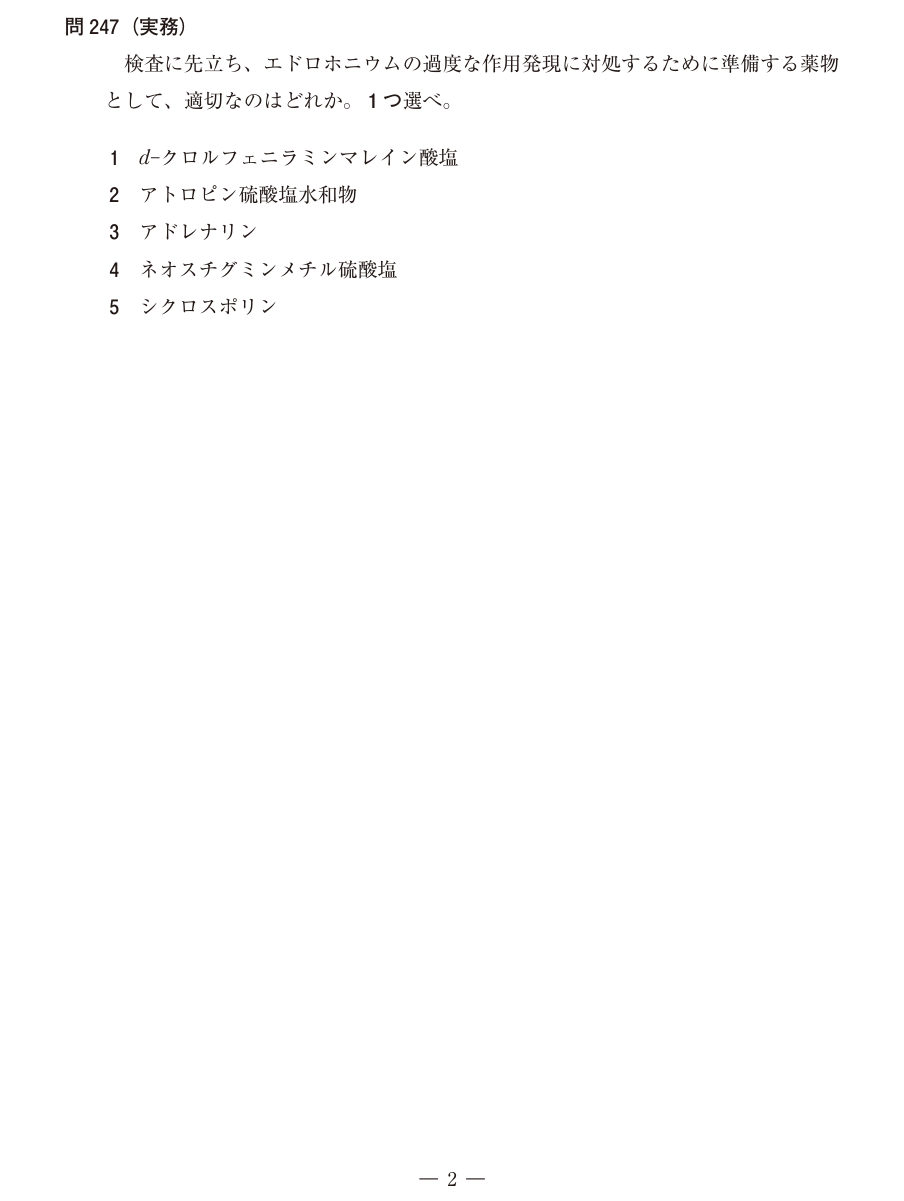 問 247（実務）
検査に先立ち、エドロホニウムの過度な作用発現に対処するために準備する薬物
として、適切なのはどれか。1つ選べ。
1 d-クロルフェニラミンマレイン酸塩
2 アトロピン硫酸塩水和物
3 アドレナリン
4 ネオスチグミンメチル硫酸塩
5 シクロスポリン
— 2 —